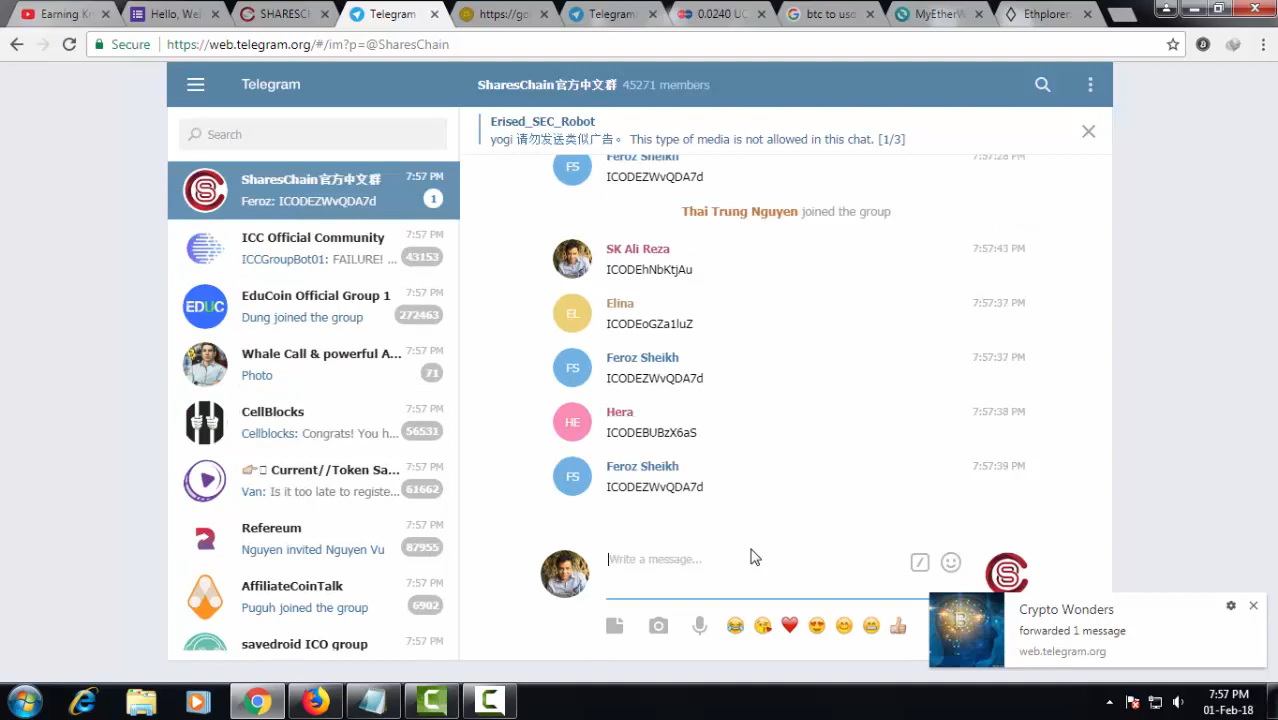 Earning Kr
Hello, We
SHARESCh
Telegram
https://go
Telegram
0.0240 UC
btc to usd
MyEtherW
Ethplorer
Secure
https://web.telegram.org/#/im?p=@SharesChain
Telegram
SharesChain官方中文群 45271 members
Search
Erised_SEC_Robot
yogi 请勿发送类似广告。 This type of media is not allowed in this chat. [1/3]
SharesChain官方中文群 7:57 PM
Feroz: ICODEZWvQDA7d 1
ICC Official Community 7:57 PM
ICCGroupBot01: FAILURE! ... 43153
EduCoin Official Group 1 7:57 PM
Dung joined the group 272463
Whale Call & powerful A... 7:57 PM
Photo 71
CellBlocks 7:57 PM
Cellblocks: Congrats! You h... 56531
Current//Token Sa... 7:57 PM
Van: Is it too late to registe... 61662
Refereum 7:57 PM
Nguyen invited Nguyen Vu 87955
AffiliateCoinTalk 7:57 PM
Puguh joined the group 6902
savedroid ICO group 7:57 PM
EDUC
FS
Feroz Sheikh 7:57:28 PM
ICODEZWvQDA7d
Thai Trung Nguyen joined the group
SK Ali Reza 7:57:43 PM
ICODEhNbKtjAu
EL
Elina 7:57:37 PM
ICODEoGZa1luZ
FS
Feroz Sheikh 7:57:37 PM
ICODEZWvQDA7d
HE
Hera 7:57:38 PM
ICODEBUBzX6aS
FS
Feroz Sheikh 7:57:39 PM
ICODEZWvQDA7d
Write a message...
Crypto Wonders
forwarded 1 message
web.telegram.org
7:57 PM
01-Feb-18